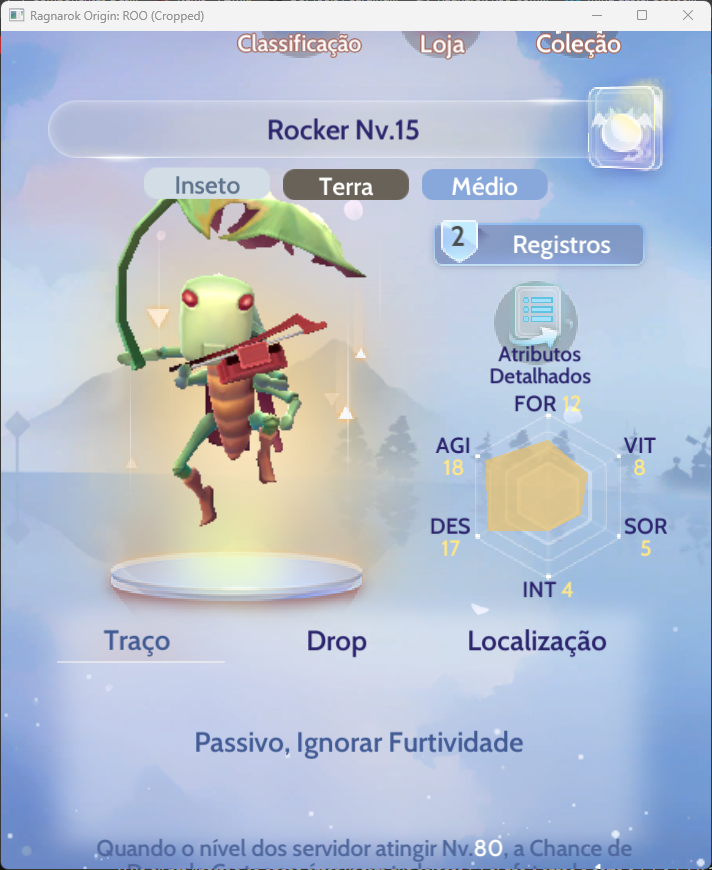 Ragnarok Origin: ROO (Cropped)
Classificação Loja Coleção
Rocker Nv.15
Inseto Terra Médio
2 Registros
Atributos
Detalhados
FOR 12
AGI
18
VIT
8
DES
17
SOR
5
INT 4
Traço Drop Localização
Passivo, Ignorar Furtividade
Quando o nível dos servidor atingir Nv.80, a Chance de